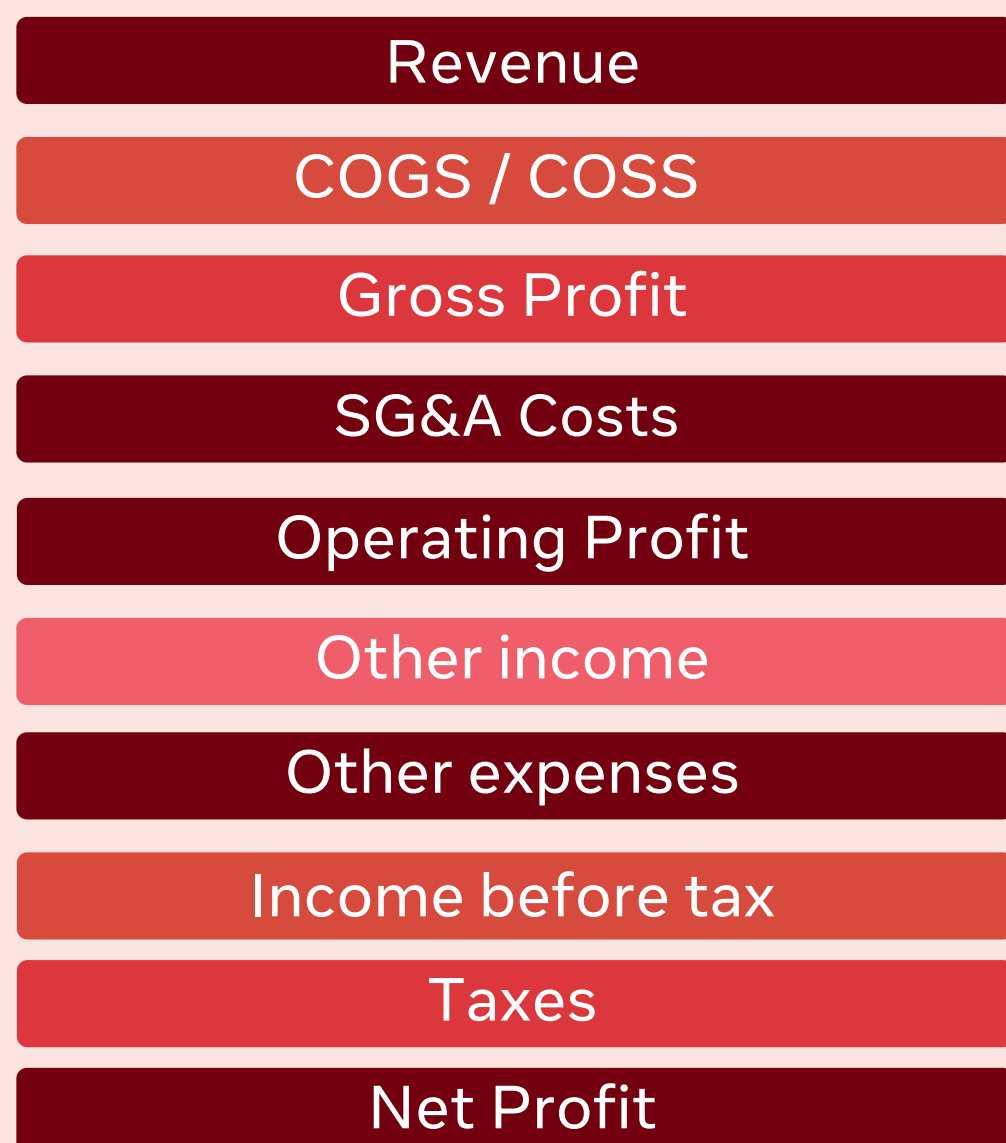 Revenue
COGS / COSS
Gross Profit
SG&A Costs
Operating Profit
Other income
Other expenses
Income before tax
Taxes
Net Profit